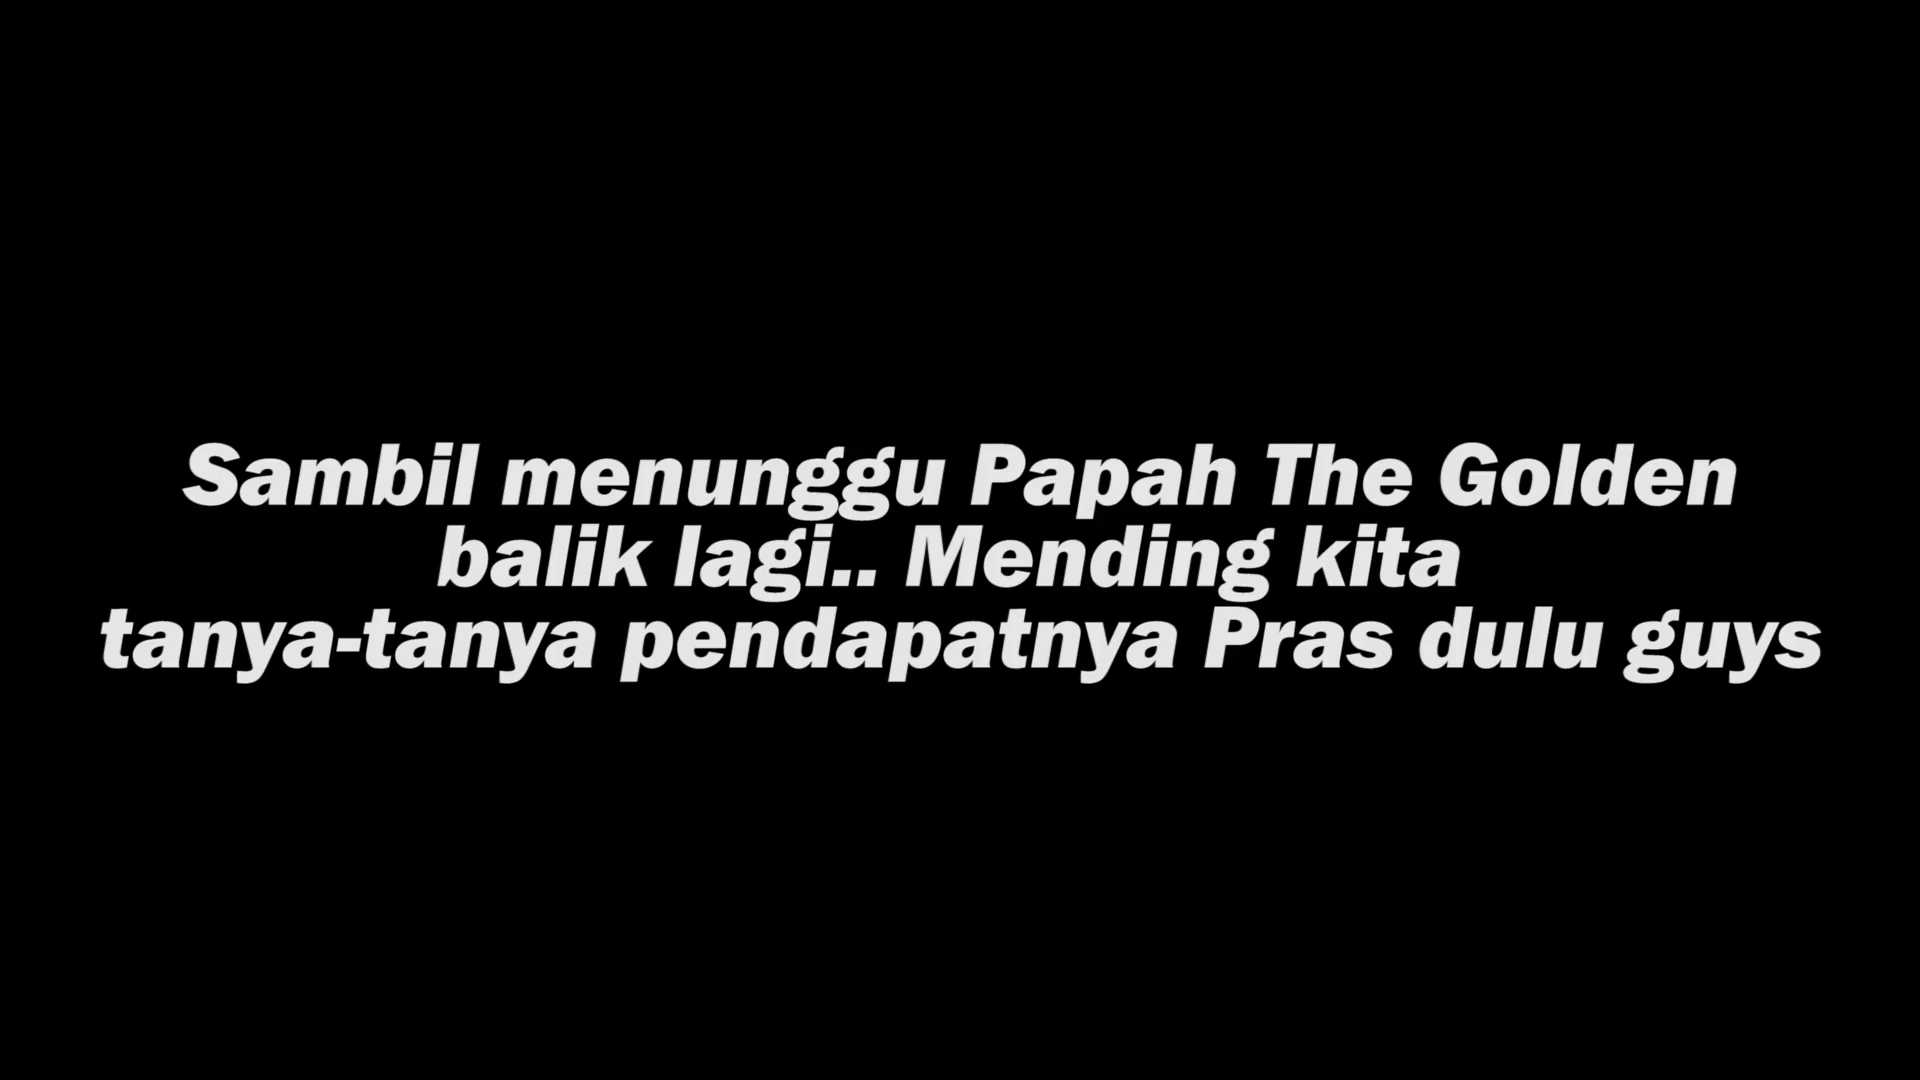 Sambil menunggu Papah The Golden
balik lagi.. Mending kita
tanya-tanya pendapatnya Pras dulu guys